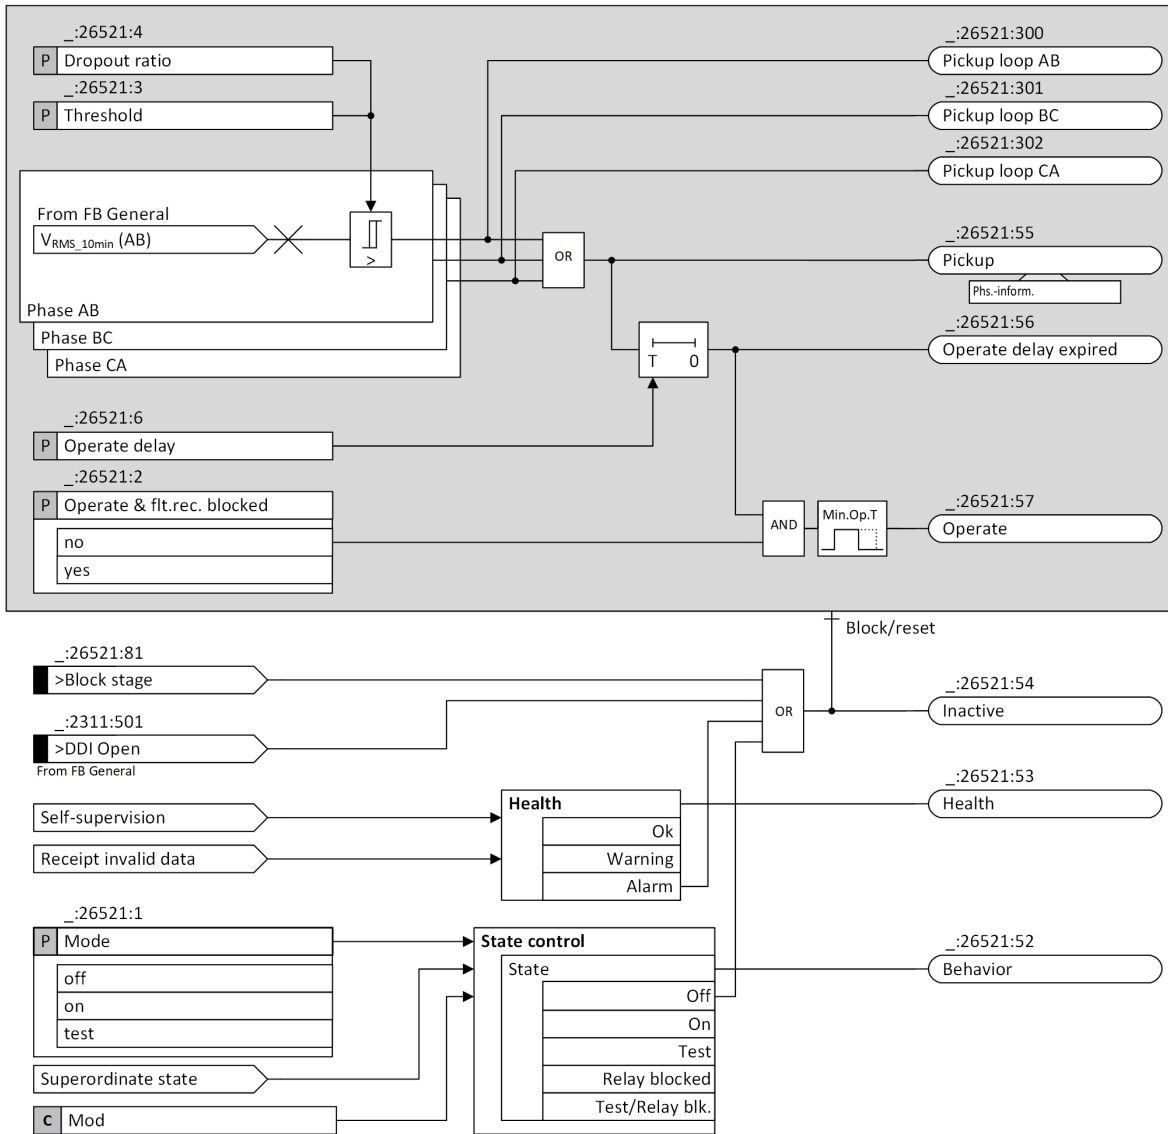 _:26521:4
P Dropout ratio
_:26521:3
P Threshold
_:26521:300
Pickup loop AB
_:26521:301
Pickup loop BC
_:26521:302
Pickup loop CA
From FB General
VRMS_10min (AB)
>
Phase AB
Phase BC
Phase CA
OR
_:26521:55
Pickup
Phs.-inform.
T 0
_:26521:56
Operate delay expired
_:26521:6
P Operate delay
_:26521:2
P Operate & flt.rec. blocked
no
yes
AND
Min.Op.T
_:26521:57
Operate
Block/reset
_:26521:81
>Block stage
_:2311:501
>DDI Open
From FB General
OR
_:26521:54
Inactive
Self-supervision
Receipt invalid data
Health
Ok
Warning
Alarm
_:26521:53
Health
_:26521:1
P Mode
off
on
test
Superordinate state
C Mod
State control
State
Off
On
Test
Relay blocked
Test/Relay blk.
_:26521:52
Behavior